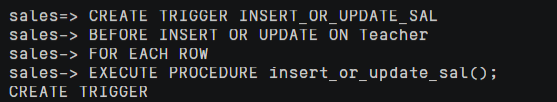 sales=> CREATE TRIGGER INSERT_OR_UPDATE_SAL
sales-> BEFORE INSERT OR UPDATE ON Teacher
sales-> FOR EACH ROW
sales-> EXECUTE PROCEDURE insert_or_update_sal();
CREATE TRIGGER